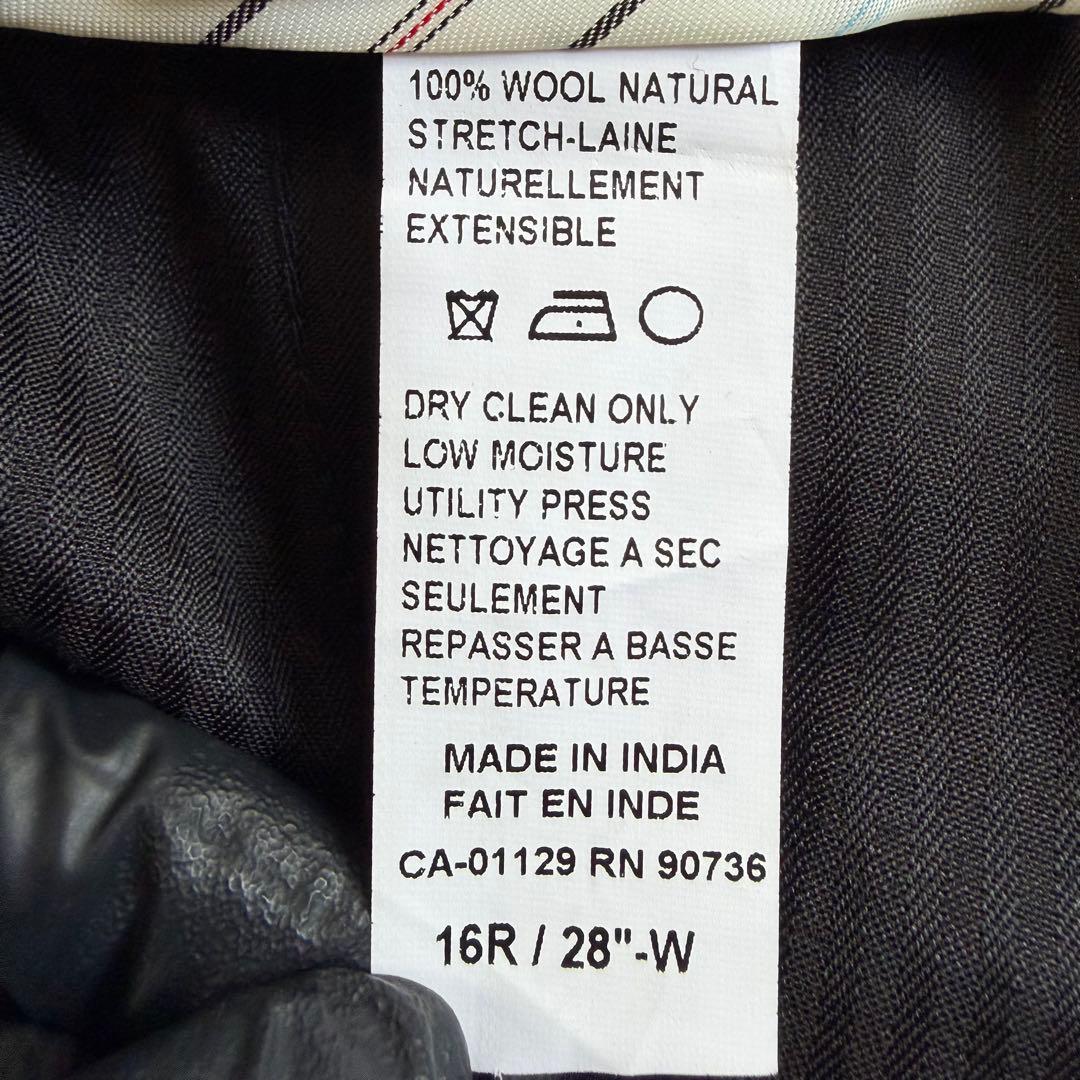 100% WOOL NATURAL
STRETCH-LAINE
NATURELLEMENT
EXTENSIBLE
DRY CLEAN ONLY
LOW MOISTURE
UTILITY PRESS
NETTOYAGE A SEC
SEULEMENT
REPASSER A BASSE
TEMPERATURE
MADE IN INDIA
FAIT EN INDE
CA-01129 RN 90736
16R / 28"-W